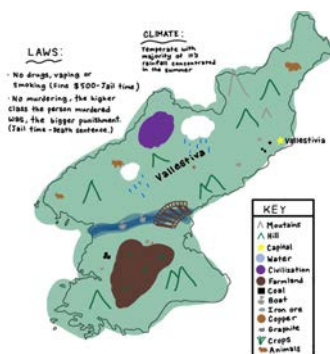 LAWS:
· No drugs, vaping or
smoking (fine $500-Jail time)
· No murdering, the higher
class the person murdered
was, the bigger punishment.
(Jail time-Death sentence.)
CLIMATE:
Temperate with
majority of its
rainfall concentrated
in the summer
Vallestivia
Vallestiva
KEY
Moutains
Hill
Capital
Water
Civilization
Farmland
Coal
Boat
Iron ore
Copper
Graphite
Crops
Animals